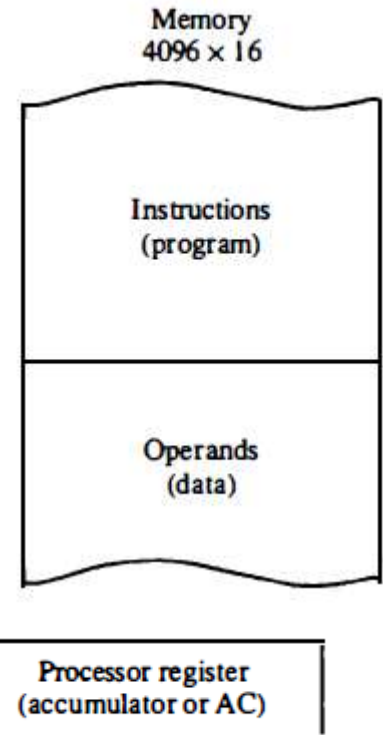 Memory
4096 × 16
Instructions
(program)
Operands
(data)
Processor register
(accumulator or AC)